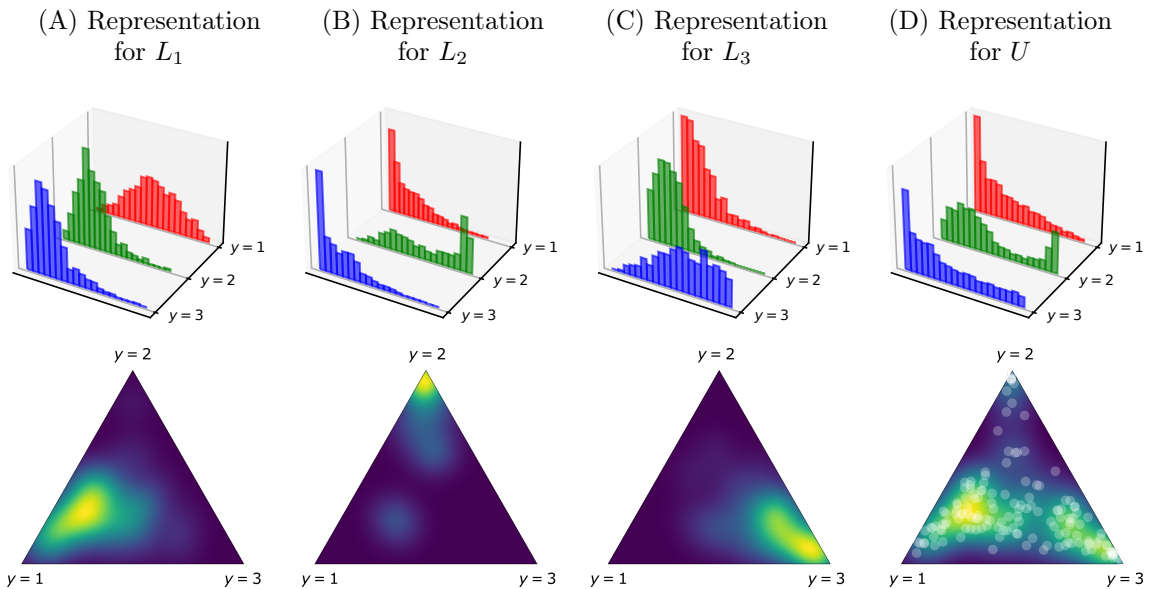 (A) Representation
for L₁
(B) Representation
for L₂
(C) Representation
for L₃
(D) Representation
for U
y = 1
y = 2
y = 3
y = 1
y = 2
y = 3
y = 1
y = 2
y = 3
y = 1
y = 2
y = 3
y = 2
y = 1
y = 3
y = 2
y = 1
y = 3
y = 2
y = 1
y = 3
y = 2
y = 1
y = 3